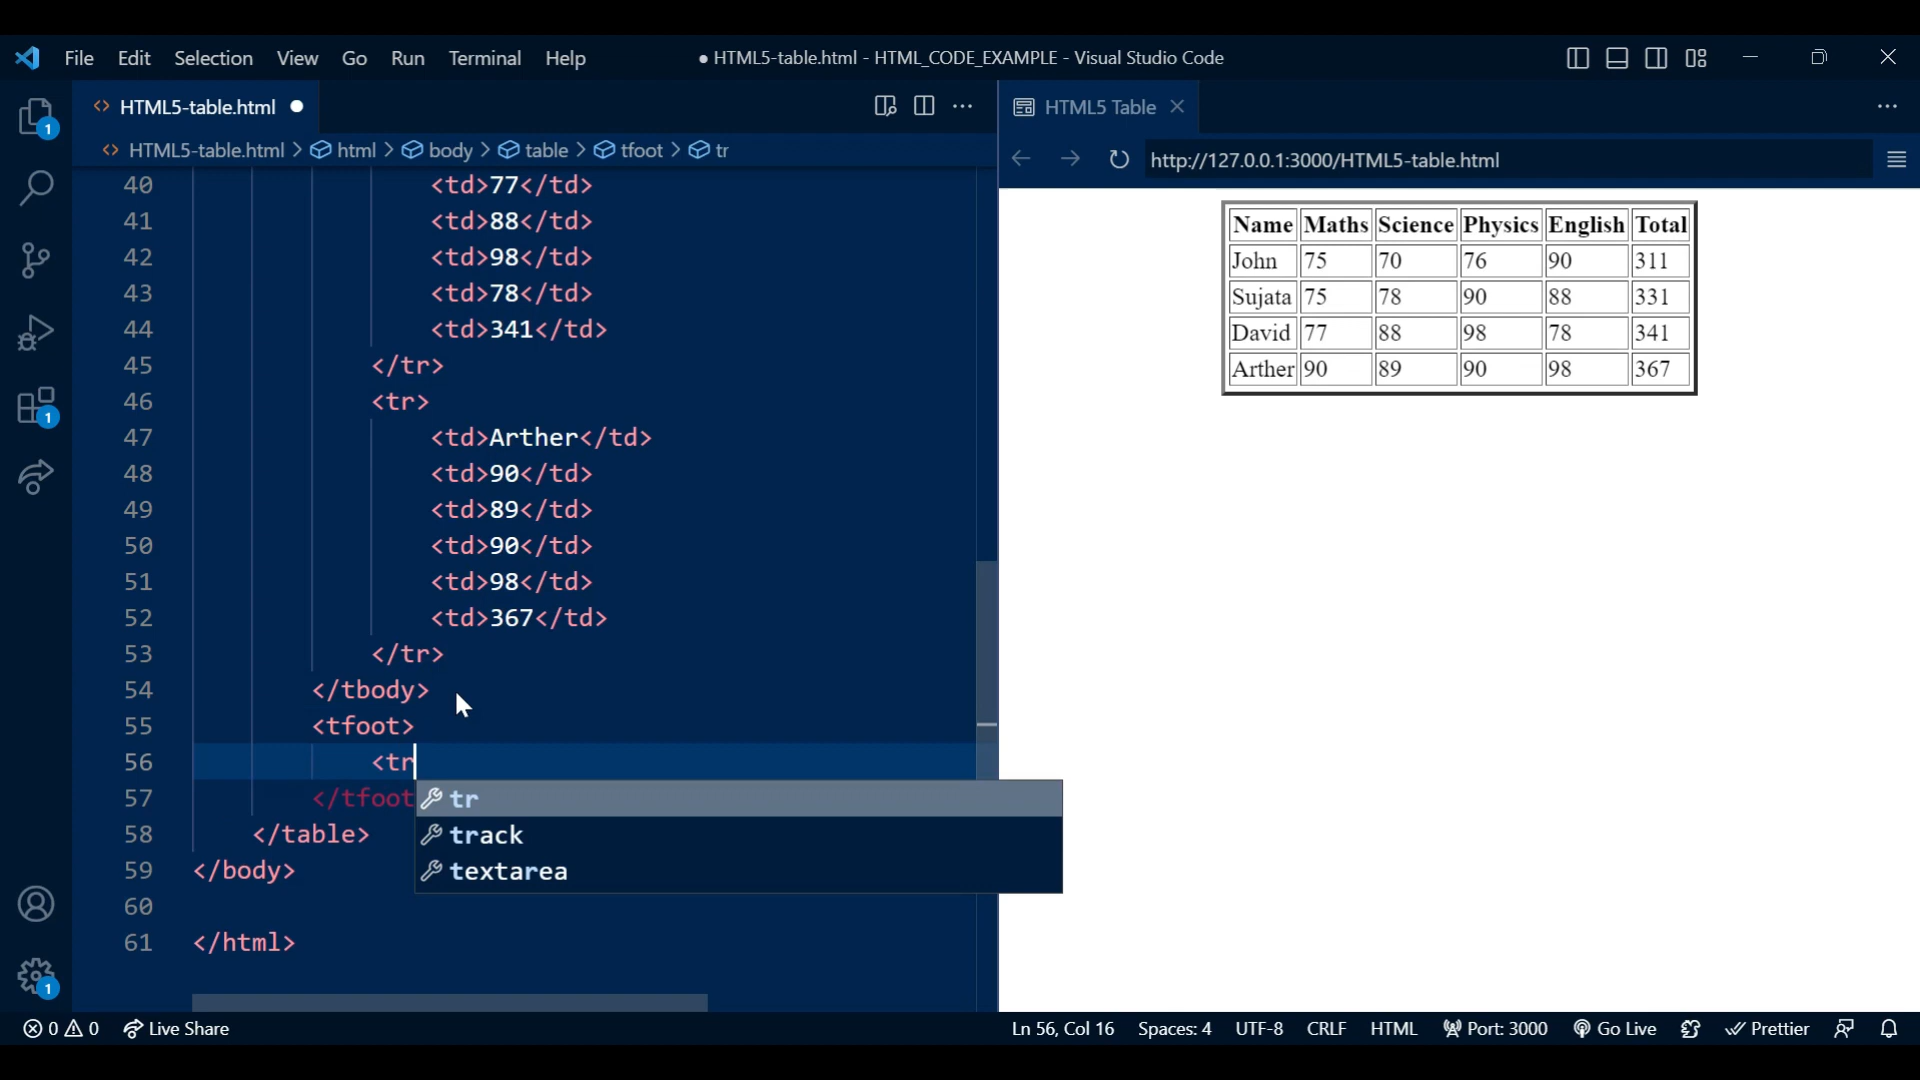 File Edit Selection View Go Run Terminal Help ● HTML5-table.html - HTML_CODE_EXAMPLE - Visual Studio Code
<> HTML5-table.html ●
HTML5 Table
<> HTML5-table.html > html > body > table > tfoot > tr
http://127.0.0.1:3000/HTML5-table.html
40 <td>77</td>
41 <td>88</td>
42 <td>98</td>
43 <td>78</td>
44 <td>341</td>
45 </tr>
46 <tr>
47 <td>Arther</td>
48 <td>90</td>
49 <td>89</td>
50 <td>90</td>
51 <td>98</td>
52 <td>367</td>
53 </tr>
54 </tbody>
55 <tfoot>
56 <tr
57 </tfoot
58 </table>
59 </body>
60
61 </html>
tr
track
textarea
Name Maths Science Physics English Total
John 75 70 76 90 311
Sujata 75 78 90 88 331
David 77 88 98 78 341
Arther 90 89 90 98 367
1
1
1
0 0 Live Share Ln 56, Col 16 Spaces: 4 UTF-8 CRLF HTML Port: 3000 Go Live Prettier